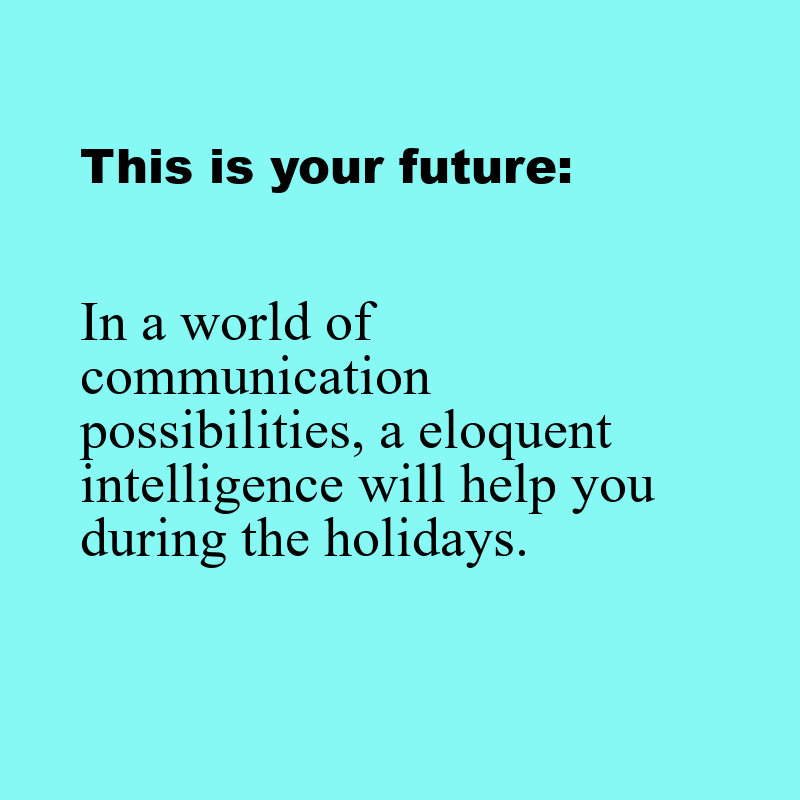 This is your future:
In a world of
communication
possibilities, a eloquent
intelligence will help you
during the holidays.